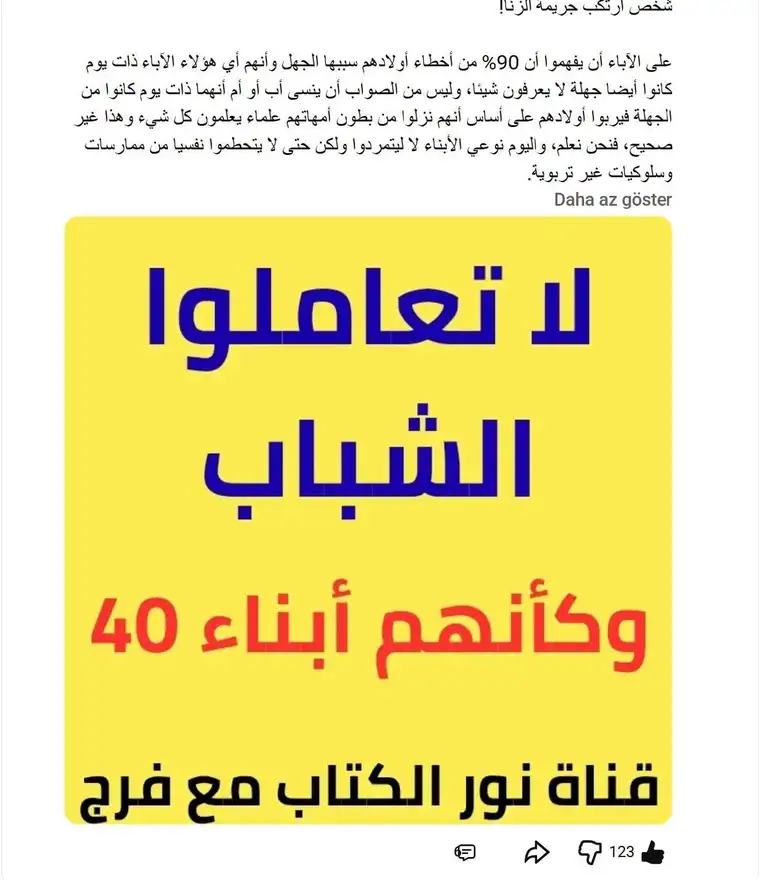 شخص ارتكب جريمة الزنا!
على الآباء أن يفهموا أن 90% من أخطاء أولادهم سببها الجهل وأنهم أي هؤلاء الآباء ذات يوم
كانوا أيضا جهلة لا يعرفون شيئا، وليس من الصواب أن ينسى أب أو أم أنهما ذات يوم كانوا من
الجهلة فيربوا أولادهم على أساس أنهم نزلوا من بطون أمهاتهم علماء يعلمون كل شيء وهذا غير
صحيح، فنحن نعلم، واليوم نوعي الأبناء لا ليتمردوا ولكن حتى لا يتحطموا نفسيا من ممارسات
وسلوكيات غير تربوية.
Daha az göster
لا تعاملوا
الشباب
وكأنهم أبناء 40
قناة نور الكتاب مع فرج
123